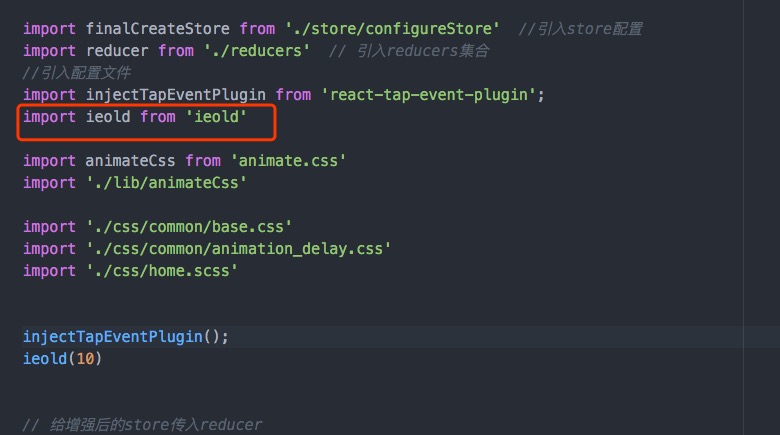 import finalCreateStore from './store/configureStore'  //引入store配置
import reducer from './reducers'  // 引入reducers集合
//引入配置文件
import injectTapEventPlugin from 'react-tap-event-plugin';
import ieold from 'ieold'
import animateCss from 'animate.css'
import './lib/animateCss'
import './css/common/base.css'
import './css/common/animation_delay.css'
import './css/home.scss'
injectTapEventPlugin();
ieold(10)
// 给增强后的store传入reducer